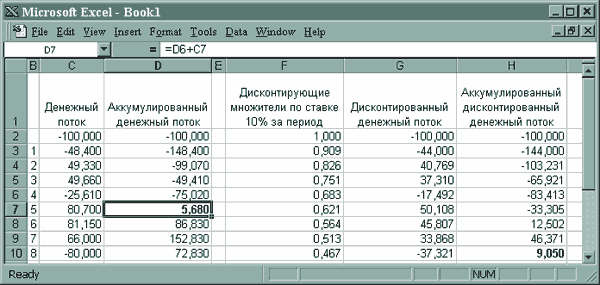 Microsoft Excel - Book1
File Edit View Insert Format Tools Data Window Help
D7 = =D6+C7
B C D E F G H
1 Денежный поток Аккумулированный денежный поток Дисконтирующие множители по ставке 10% за период Дисконтированный денежный поток Аккумулированный дисконтированный денежный поток
2 -100,000 -100,000 1,000 -100,000 -100,000
3 1 -48,400 -148,400 0,909 -44,000 -144,000
4 2 49,330 -99,070 0,826 40,769 -103,231
5 3 49,660 -49,410 0,751 37,310 -65,921
6 4 -25,610 -75,020 0,683 -17,492 -83,413
7 5 80,700 5,680 0,621 50,108 -33,305
8 6 81,150 86,830 0,564 45,807 12,502
9 7 66,000 152,830 0,513 33,868 46,371
10 8 -80,000 72,830 0,467 -37,321 9,050
Ready NUM